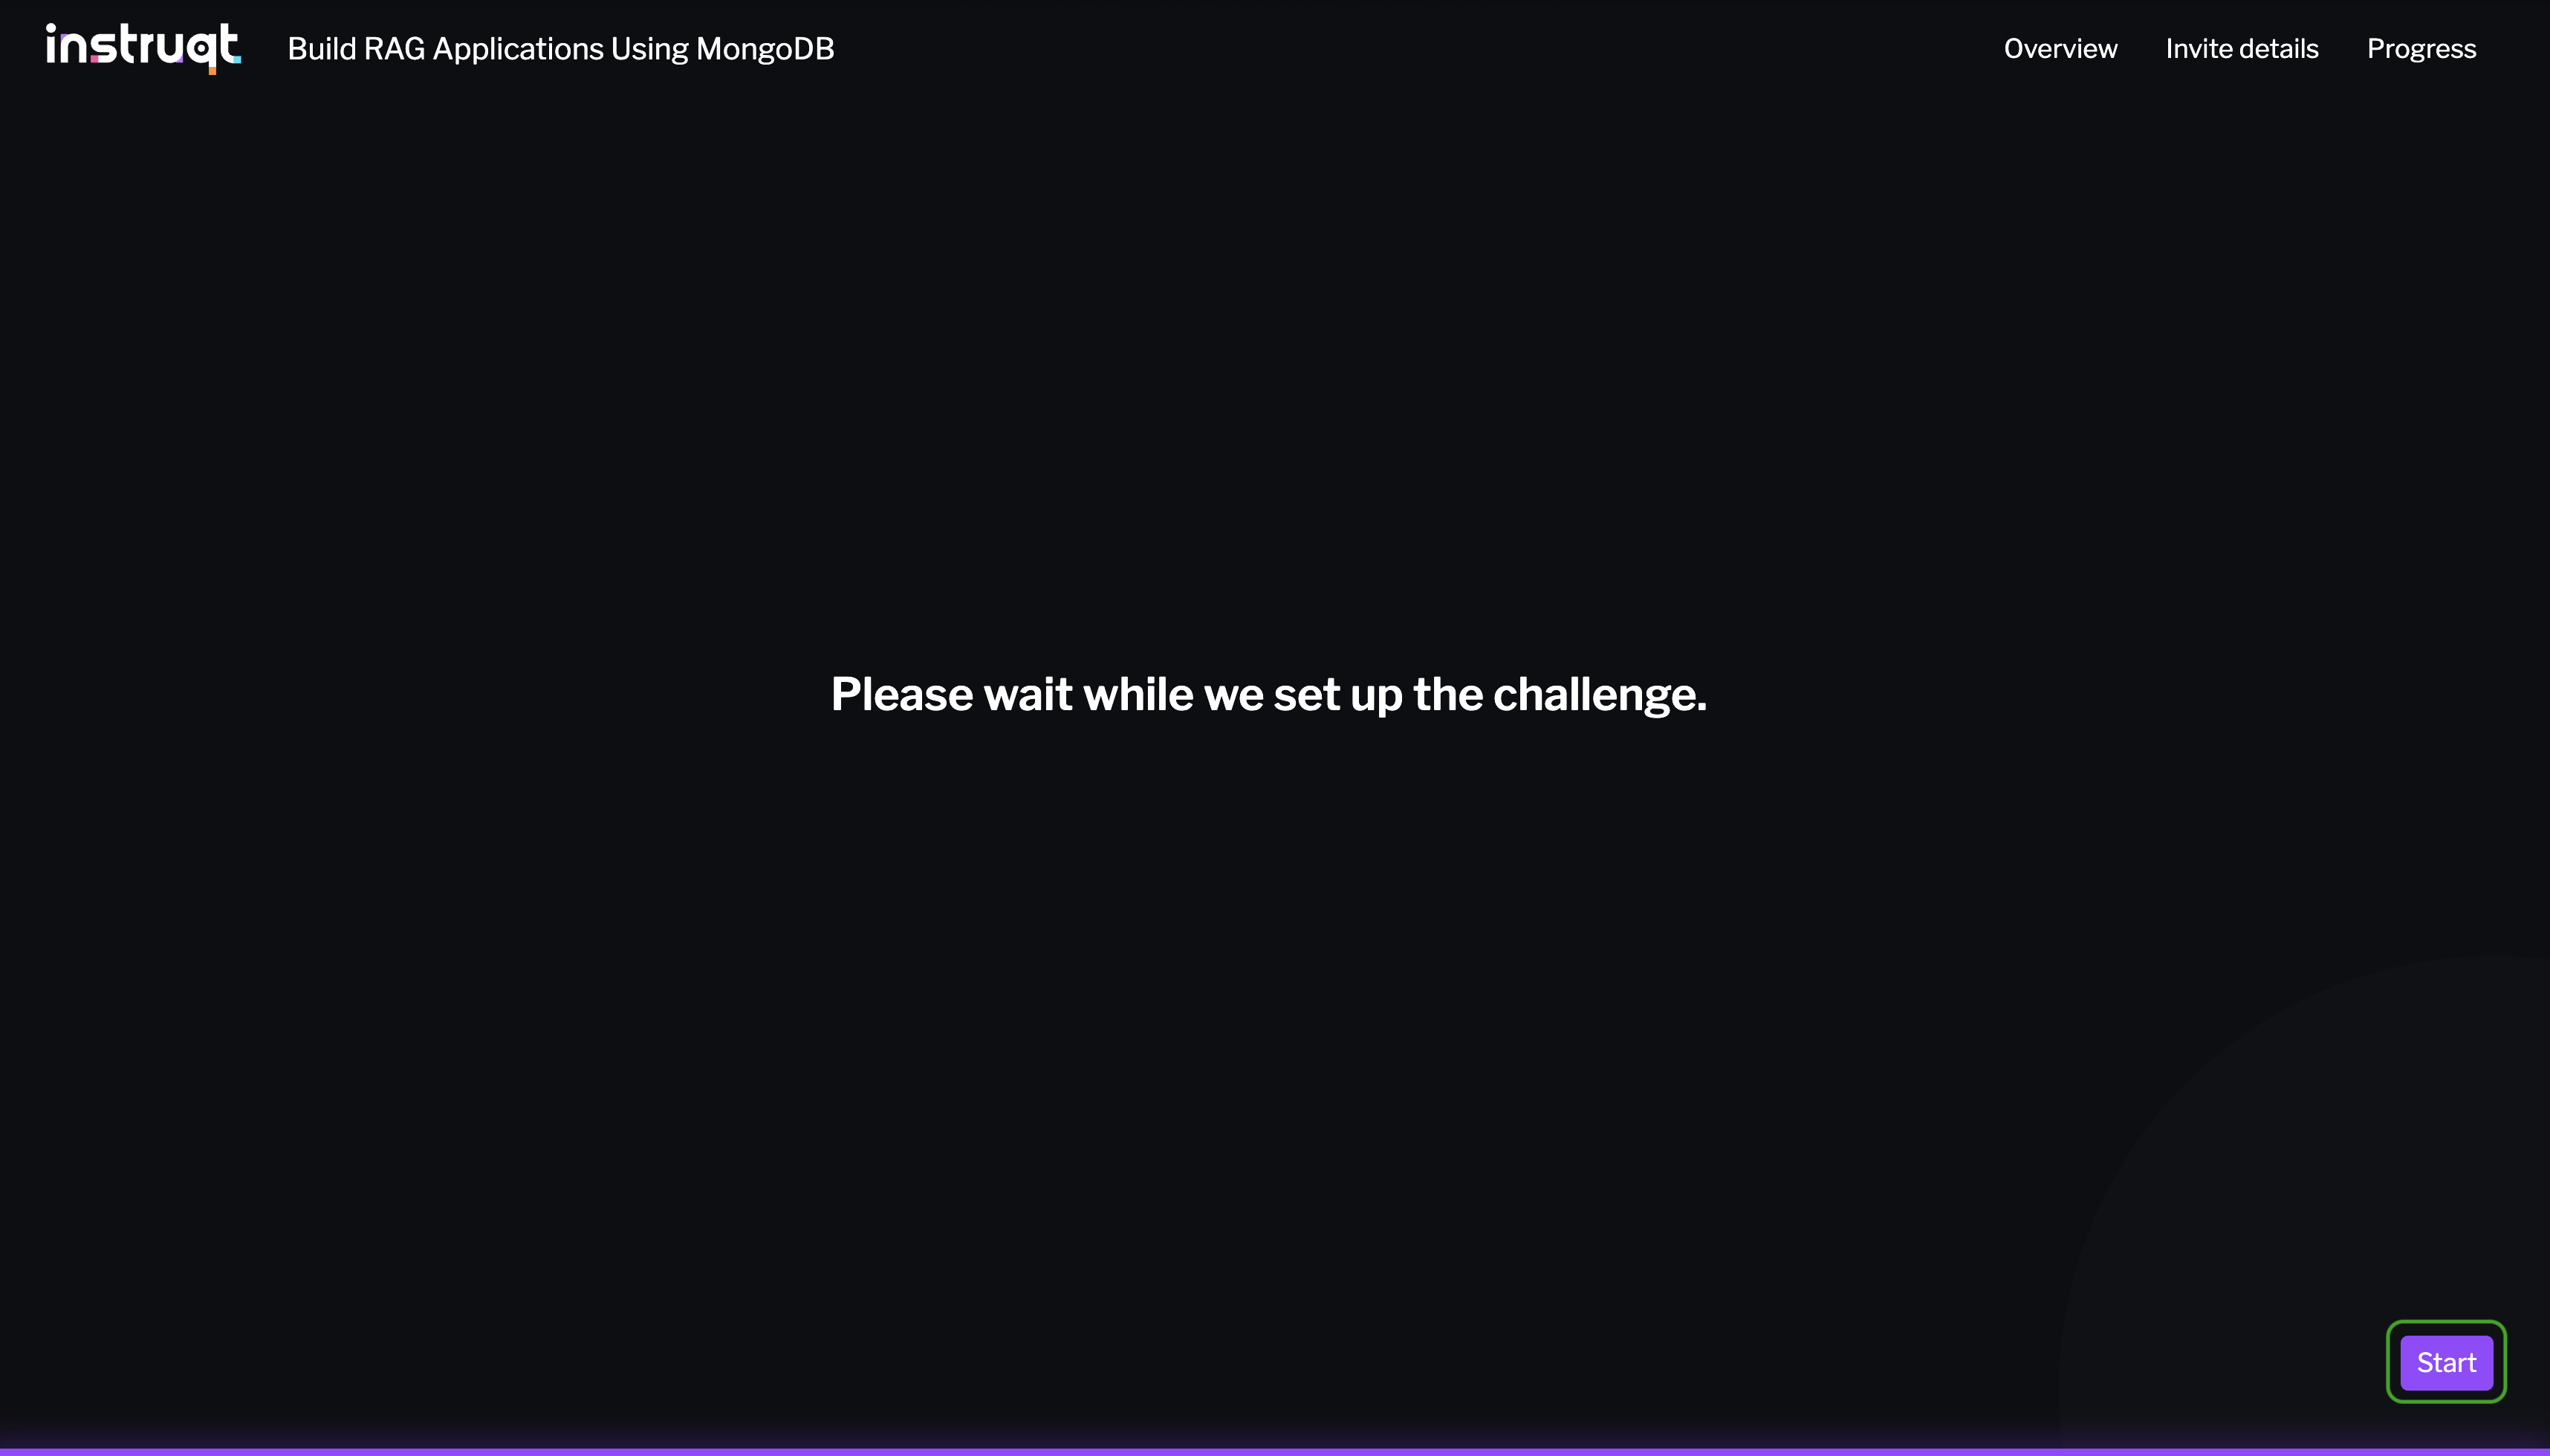 instruqt
Build RAG Applications Using MongoDB
Overview
Invite details
Progress
Please wait while we set up the challenge.
Start